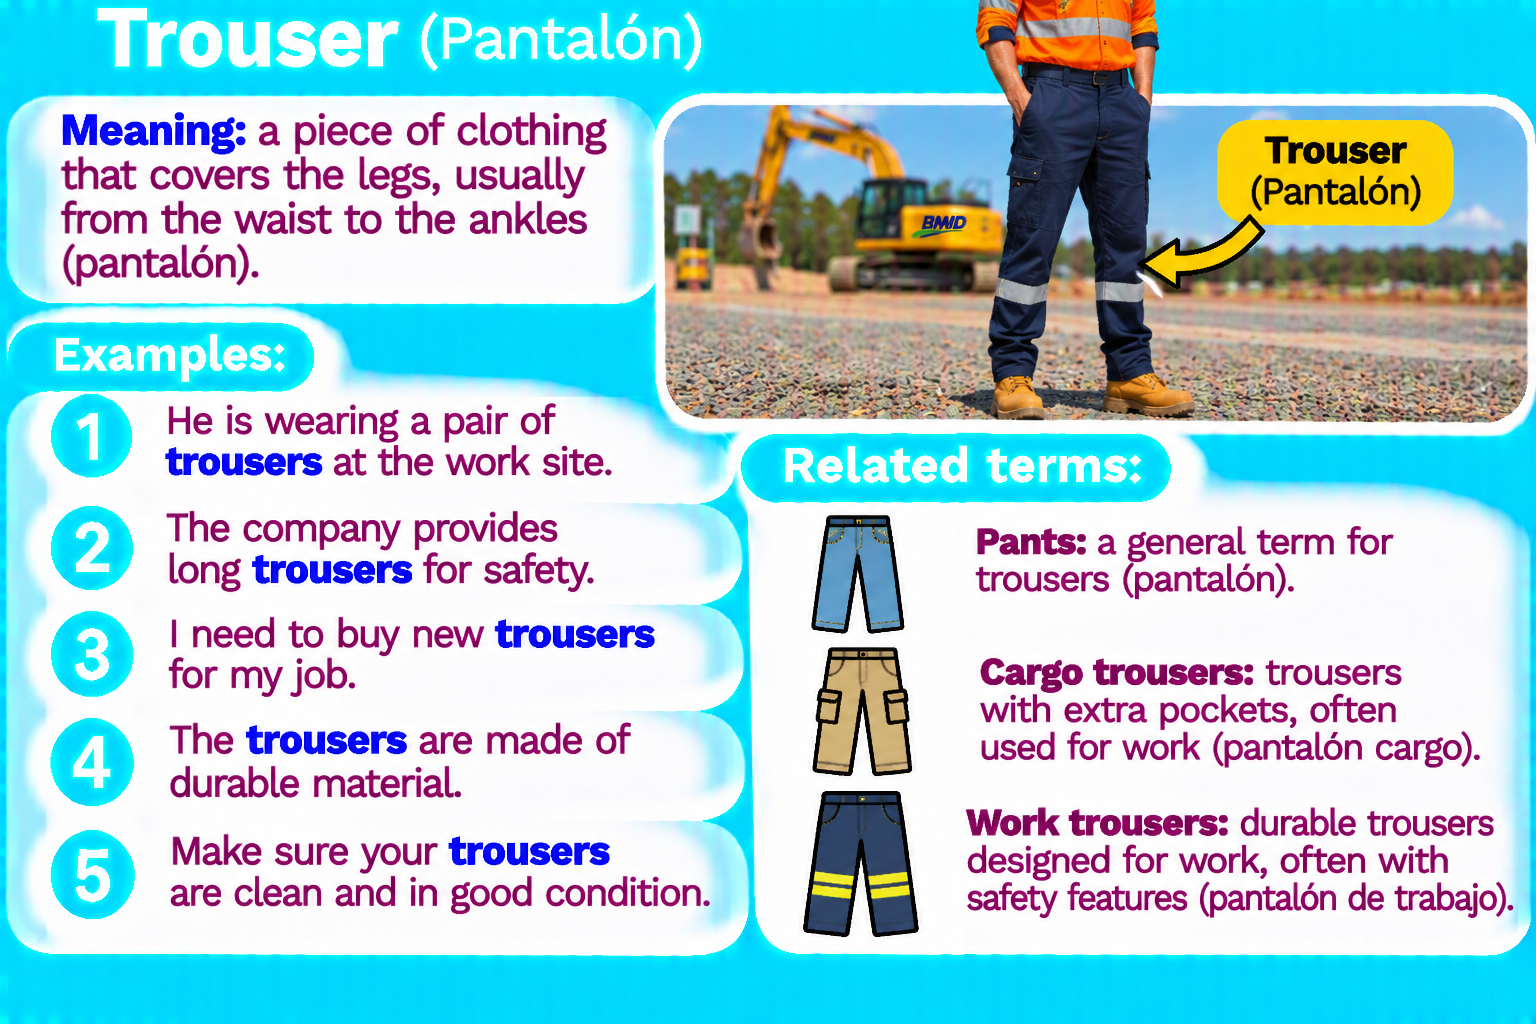 Trouser (Pantalón)
Meaning: a piece of clothing
that covers the legs, usually
from the waist to the ankles
(pantalón).
Trouser
(Pantalón)
BMD
Examples:
1 He is wearing a pair of
trousers at the work site.
2 The company provides
long trousers for safety.
3 I need to buy new trousers
for my job.
4 The trousers are made of
durable material.
5 Make sure your trousers
are clean and in good condition.
Related terms:
Pants: a general term for
trousers (pantalón).
Cargo trousers: trousers
with extra pockets, often
used for work (pantalón cargo).
Work trousers: durable trousers
designed for work, often with
safety features (pantalón de trabajo).